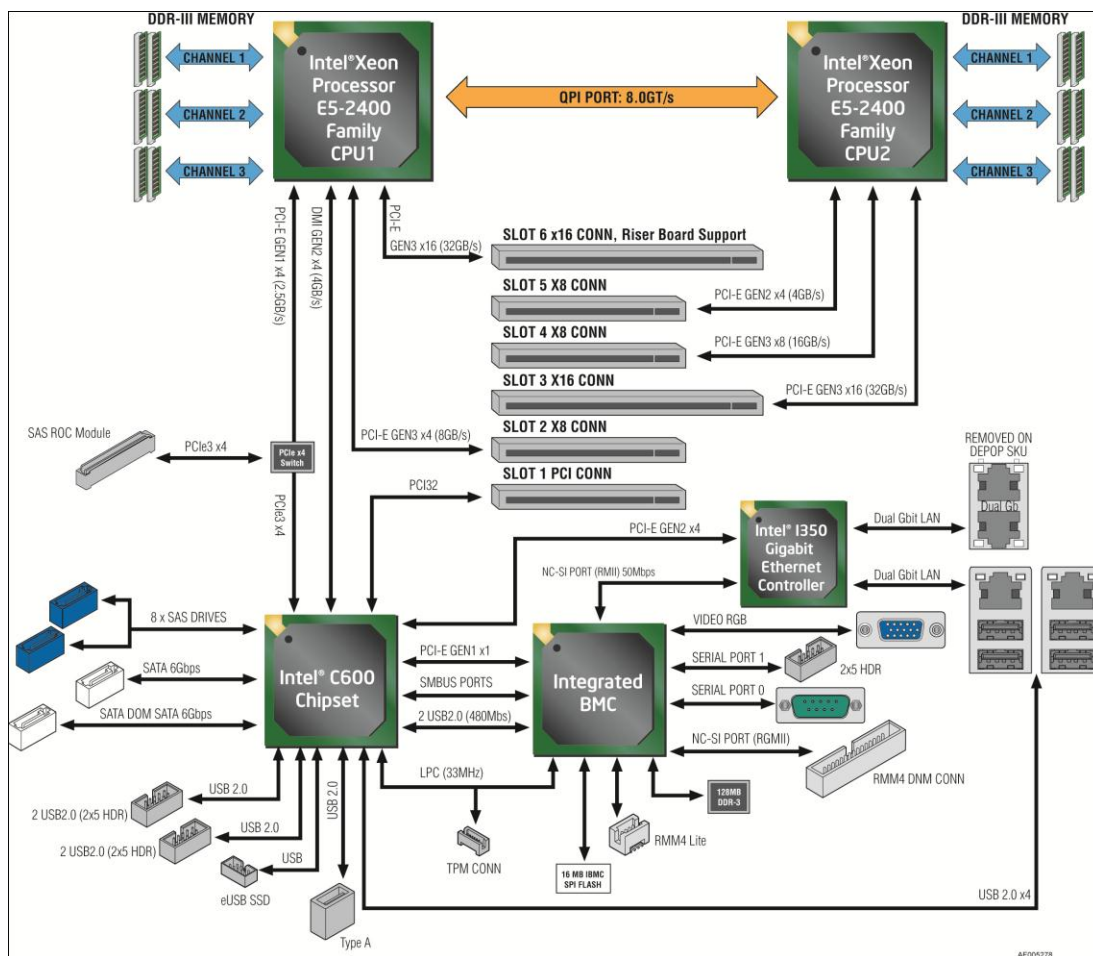 DDR-III MEMORY
DDR-III MEMORY
CHANNEL 1
CHANNEL 2
CHANNEL 3
Intel®Xeon
Processor
E5-2400
Family
CPU1
QPI PORT: 8.0GT/s
Intel®Xeon
Processor
E5-2400
Family
CPU2
CHANNEL 1
CHANNEL 2
CHANNEL 3
PCI-E GEN1 x4 (2.5GB/s)
DMI GEN2 x4 (4GB/s)
PCI-E
GEN3 x16 (32GB/s)
SLOT 6 x16 CONN, Riser Board Support
SLOT 5 X8 CONN
PCI-E GEN2 x4 (4GB/s)
SLOT 4 X8 CONN
PCI-E GEN3 x8 (16GB/s)
SLOT 3 X16 CONN
PCI-E GEN3 x16 (32GB/s)
SLOT 2 X8 CONN
PCI-E GEN3 x4 (8GB/s)
SLOT 1 PCI CONN
PCI32
SAS ROC Module
PCIe3 x4
PCIe x4
Switch
PCIe3 x4
REMOVED ON
DEPOP SKU
Dual Gb
Dual Gbit LAN
PCI-E GEN2 x4
Intel® I350
Gigabit
Ethernet
Controller
NC-SI PORT (RMII) 50Mbps
Dual Gbit LAN
8 x SAS DRIVES
SATA 6Gbps
SATA DOM SATA 6Gbps
Intel® C600
Chipset
PCI-E GEN1 x1
SMBUS PORTS
2 USB2.0 (480Mbs)
LPC (33MHz)
Integrated
BMC
VIDEO RGB
SERIAL PORT 1
2x5 HDR
SERIAL PORT 0
NC-SI PORT (RGMII)
RMM4 DNM CONN
128MB
DDR-3
RMM4 Lite
16 MB IBMC
SPI FLASH
TPM CONN
USB 2.0
2 USB2.0 (2x5 HDR)
USB 2.0
2 USB2.0 (2x5 HDR)
USB
eUSB SSD
USB 2.0
Type A
USB 2.0 x4
AF005278